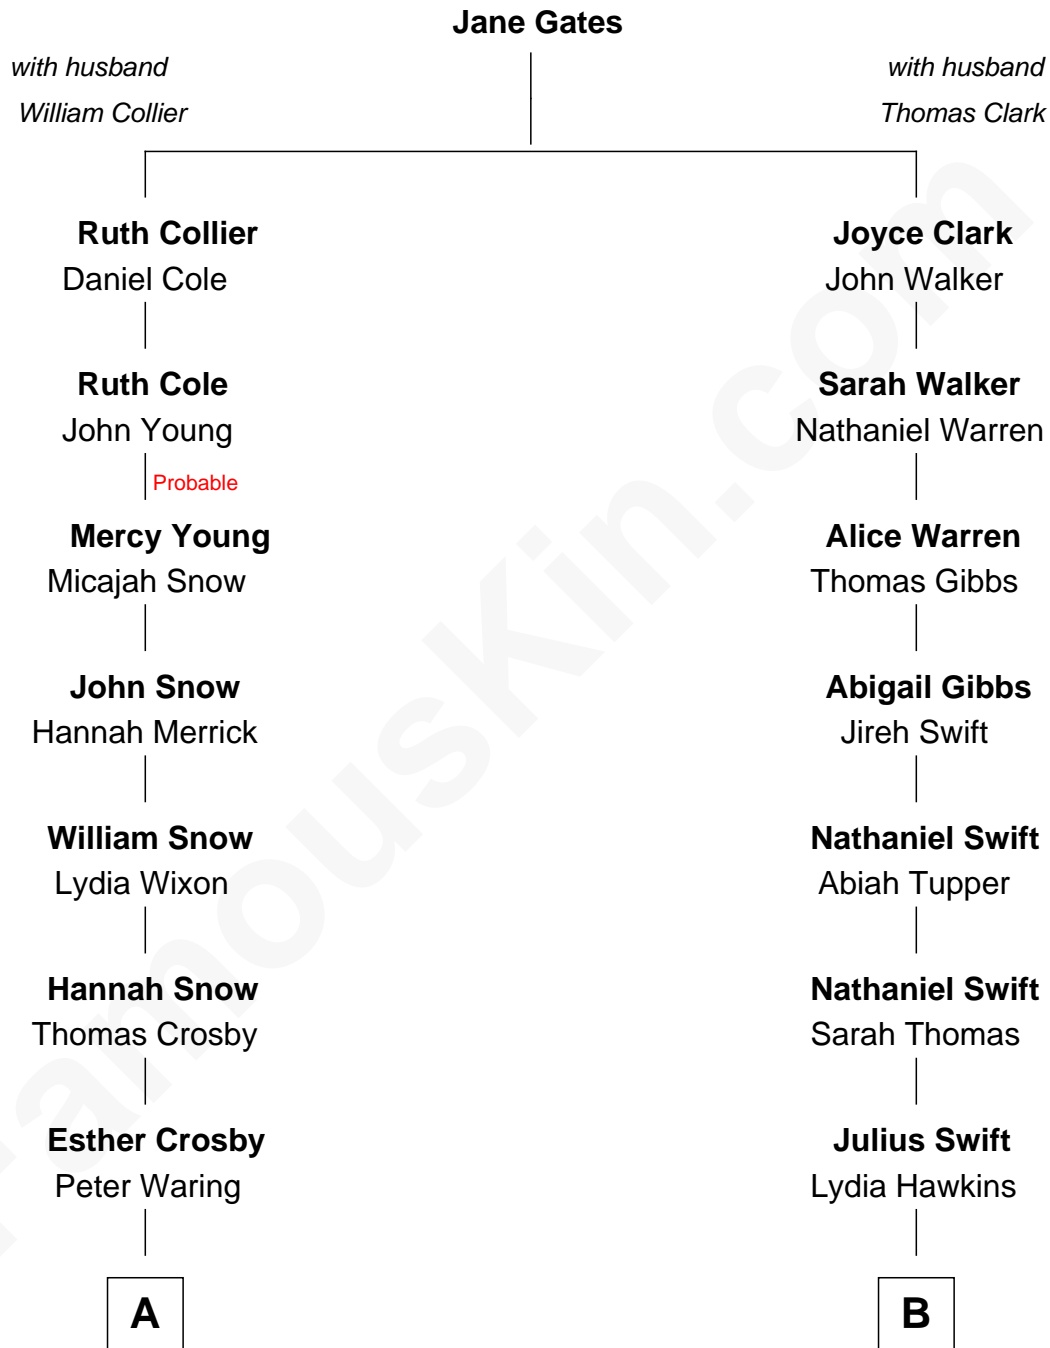 Jane Gates
with husband
William Collier
with husband
Thomas Clark
Ruth Collier
Daniel Cole
Joyce Clark
John Walker
Ruth Cole
John Young
Sarah Walker
Nathaniel Warren
Probable
Mercy Young
Micajah Snow
Alice Warren
Thomas Gibbs
John Snow
Hannah Merrick
Abigail Gibbs
Jireh Swift
William Snow
Lydia Wixon
Nathaniel Swift
Abiah Tupper
Hannah Snow
Thomas Crosby
Nathaniel Swift
Sarah Thomas
Esther Crosby
Peter Waring
Julius Swift
Lydia Hawkins
A
B
FamousKin.com